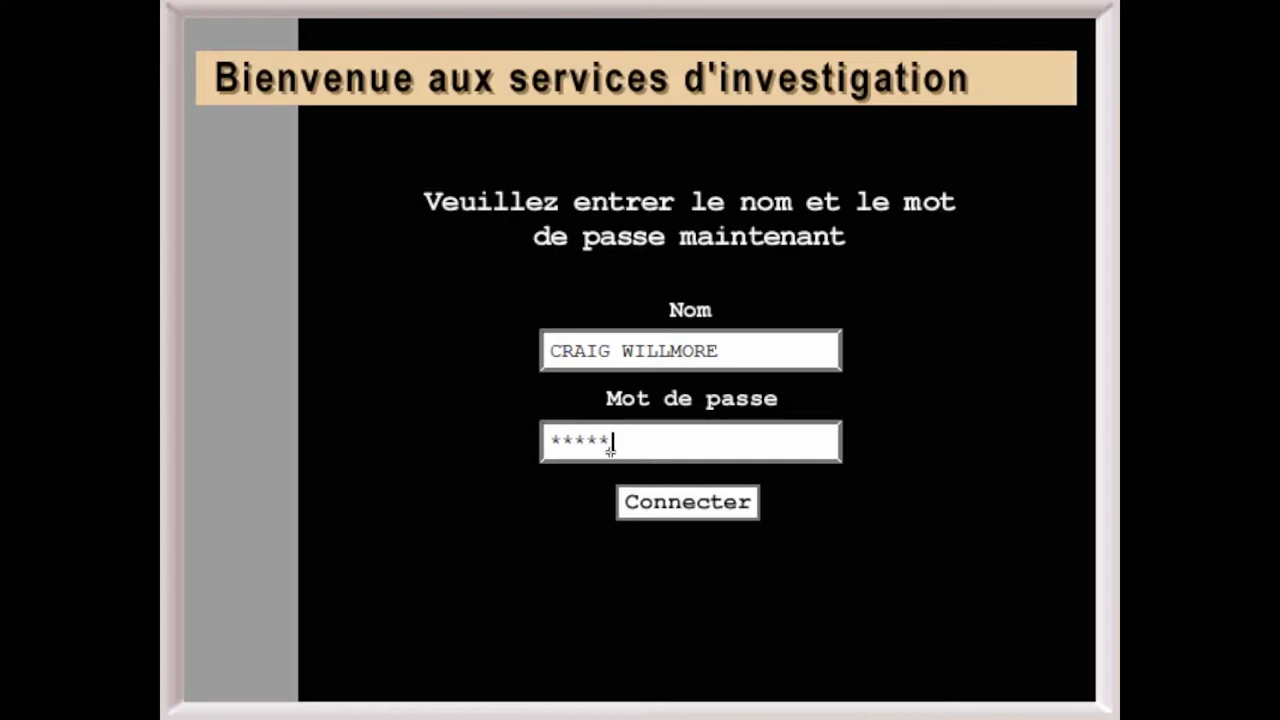 Bienvenue aux services d'investigation
Veuillez entrer le nom et le mot
de passe maintenant
Nom
CRAIG WILLMORE
Mot de passe
*****
Connecter